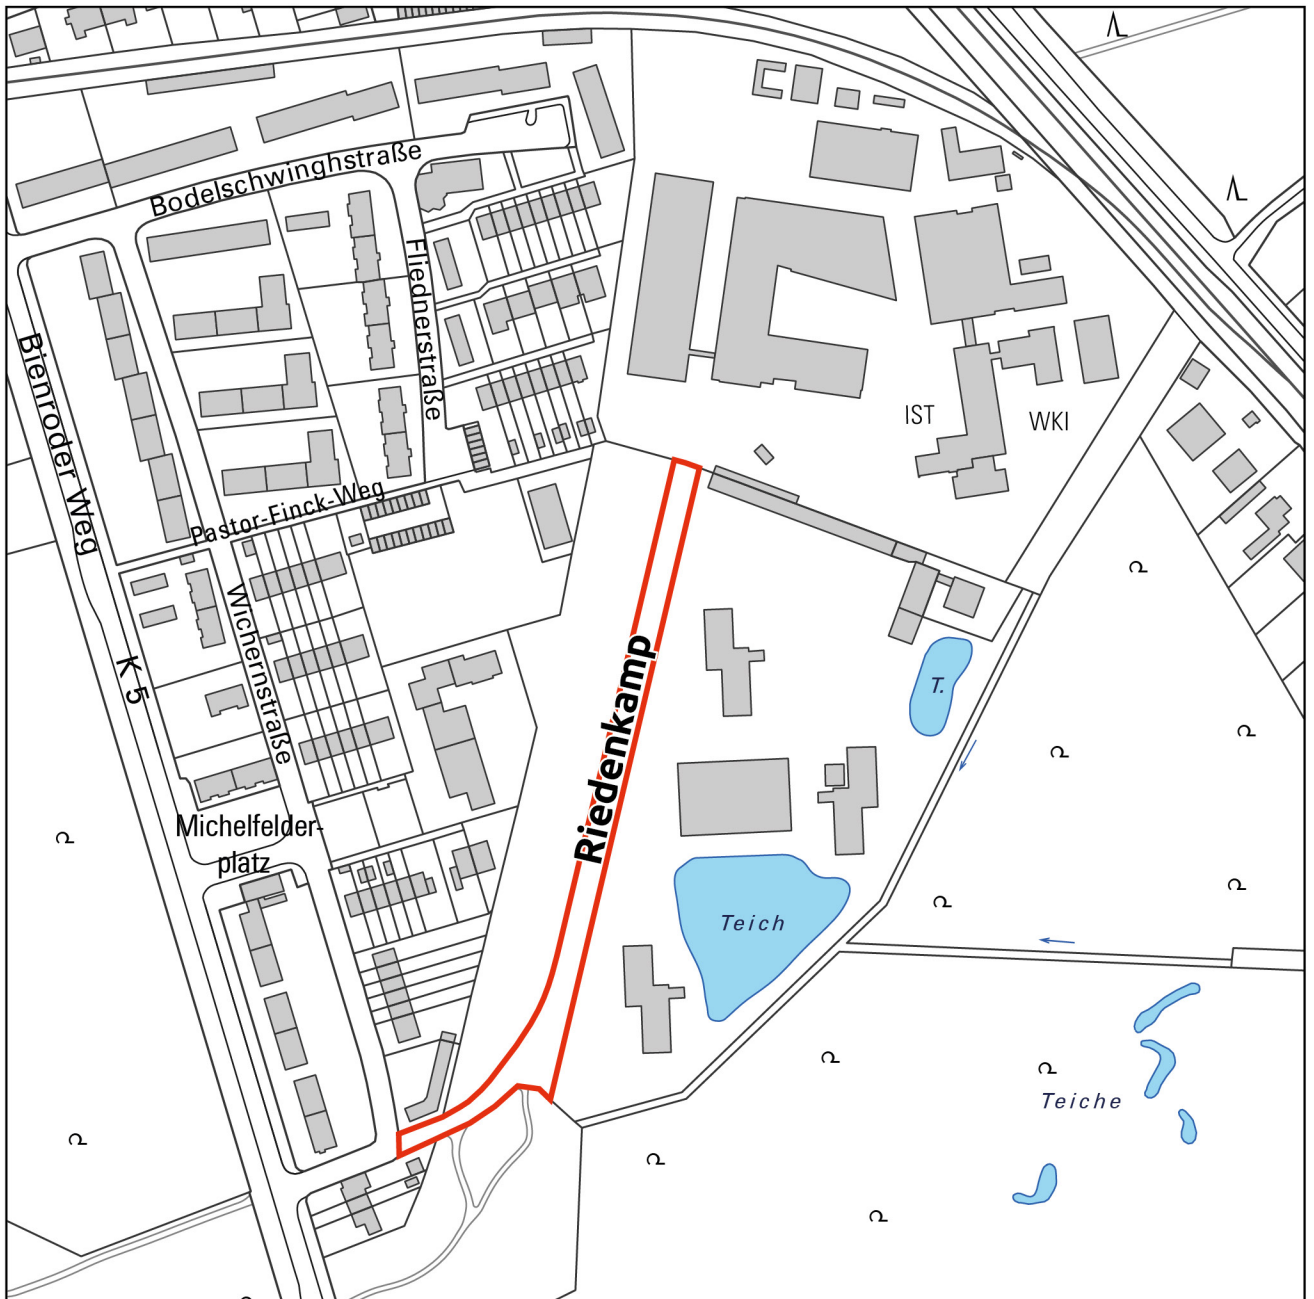 Bodelschwinghstraße
Fliednerstraße
Bienroder Weg
IST
WKI
Pastor-Finck-Weg
Wichernstraße
K 5
Riedenkamp
T.
Michelfelder-
platz
Teich
Teiche